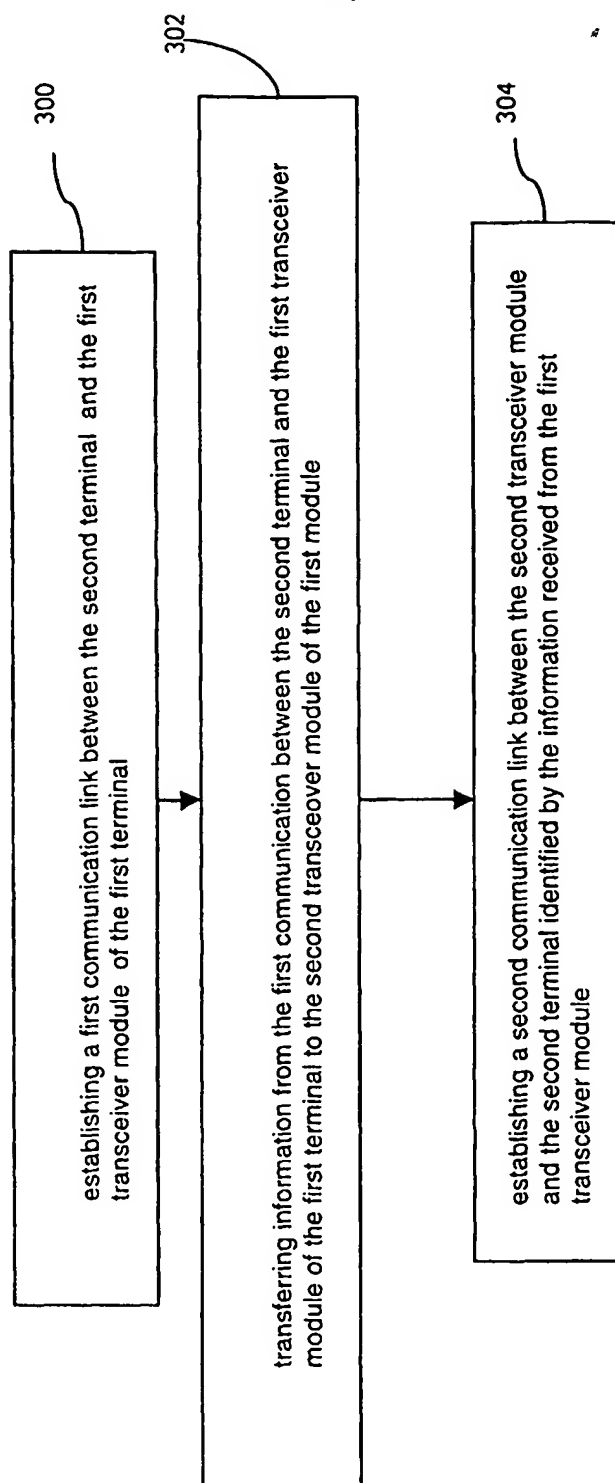 300
establishing a first communication link between the second terminal and the first
transceiver module of the first terminal
302
transferring information from the first communication between the second terminal and the first transceiver
module of the first terminal to the second transceover module of the first module
304
establishing a second communication link between the second transceiver module
and the second terminal identified by the information received from the first
transceiver module